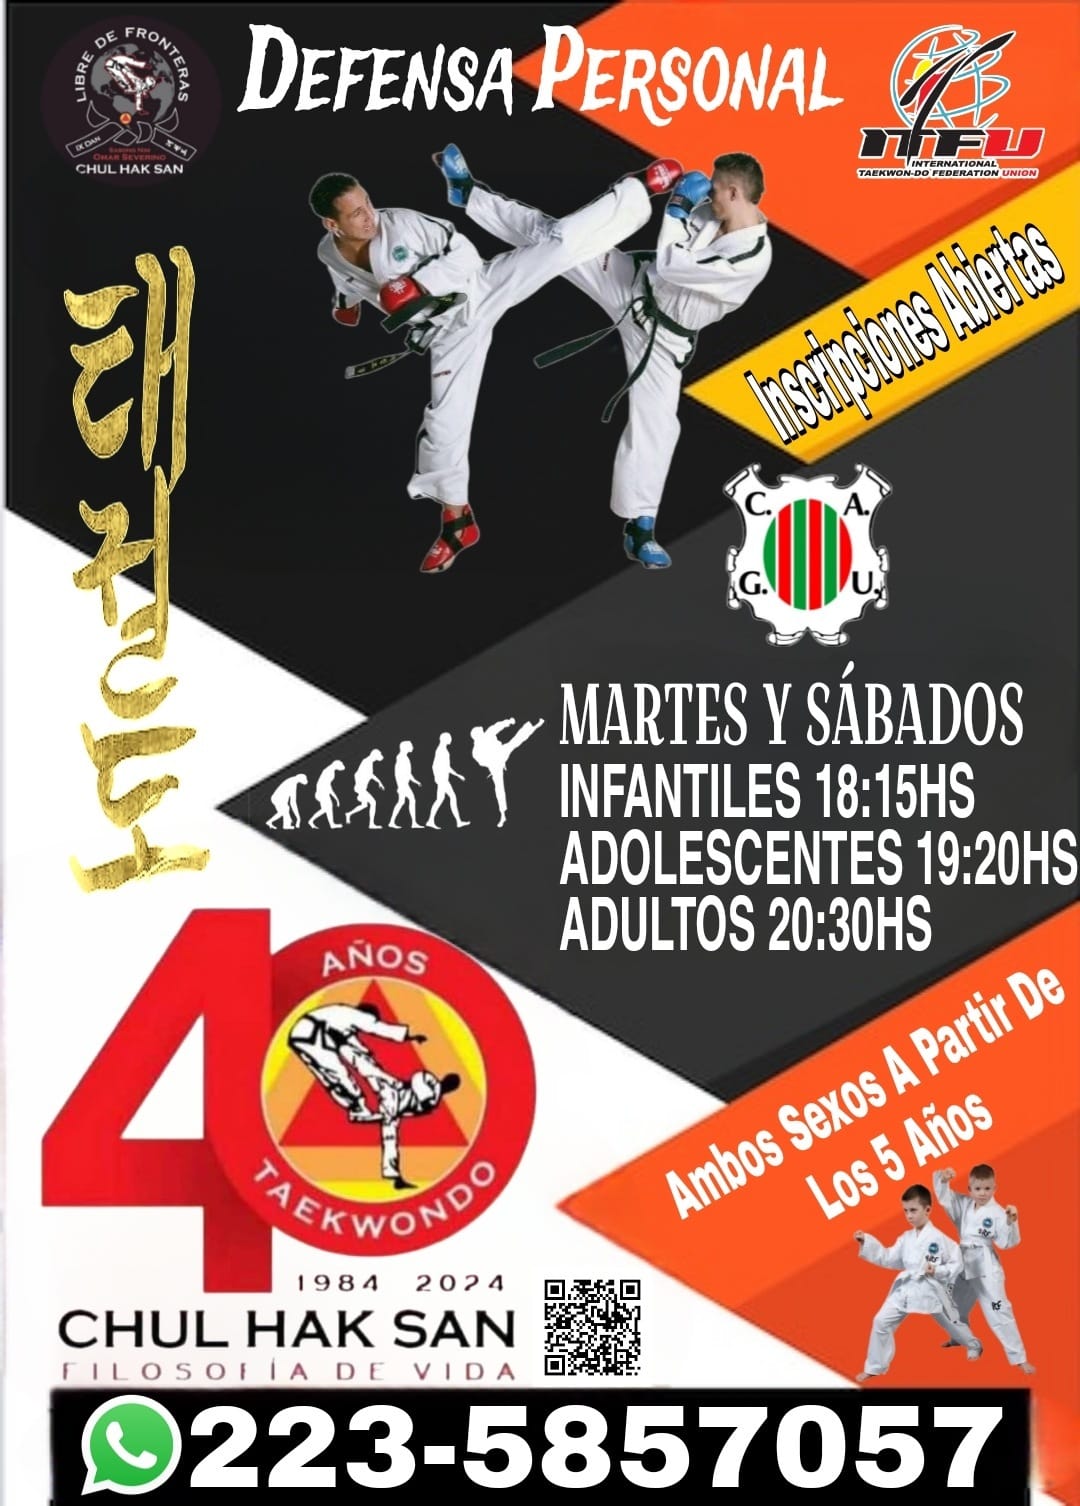 LIBRE DE FRONTERAS
IX DAN
SABONIN NIM
OMAR SEVERINO
CHUL HAK SAN
DEFENSA PERSONAL
ITFU
INTERNATIONAL
TAEKWON-DO FEDERATION UNION
Inscripciones Abiertas
태권도
C. A.
G. U.
MARTES Y SÁBADOS
INFANTILES 18:15HS
ADOLESCENTES 19:20HS
ADULTOS 20:30HS
40
AÑOS
TAEKWONDO
1984 2024
CHUL HAK SAN
FILOSOFÍA DE VIDA
Ambos Sexos A Partir De
Los 5 Años
223-5857057